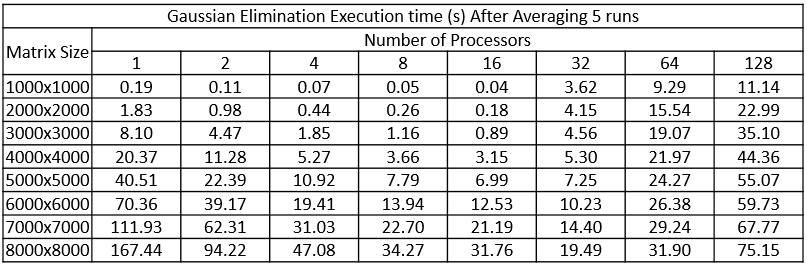 Gaussian Elimination Execution time (s) After Averaging 5 runs
Matrix Size Number of Processors
1 2 4 8 16 32 64 128
1000x1000 0.19 0.11 0.07 0.05 0.04 3.62 9.29 11.14
2000x2000 1.83 0.98 0.44 0.26 0.18 4.15 15.54 22.99
3000x3000 8.10 4.47 1.85 1.16 0.89 4.56 19.07 35.10
4000x4000 20.37 11.28 5.27 3.66 3.15 5.30 21.97 44.36
5000x5000 40.51 22.39 10.92 7.79 6.99 7.25 24.27 55.07
6000x6000 70.36 39.17 19.41 13.94 12.53 10.23 26.38 59.73
7000x7000 111.93 62.31 31.03 22.70 21.19 14.40 29.24 67.77
8000x8000 167.44 94.22 47.08 34.27 31.76 19.49 31.90 75.15